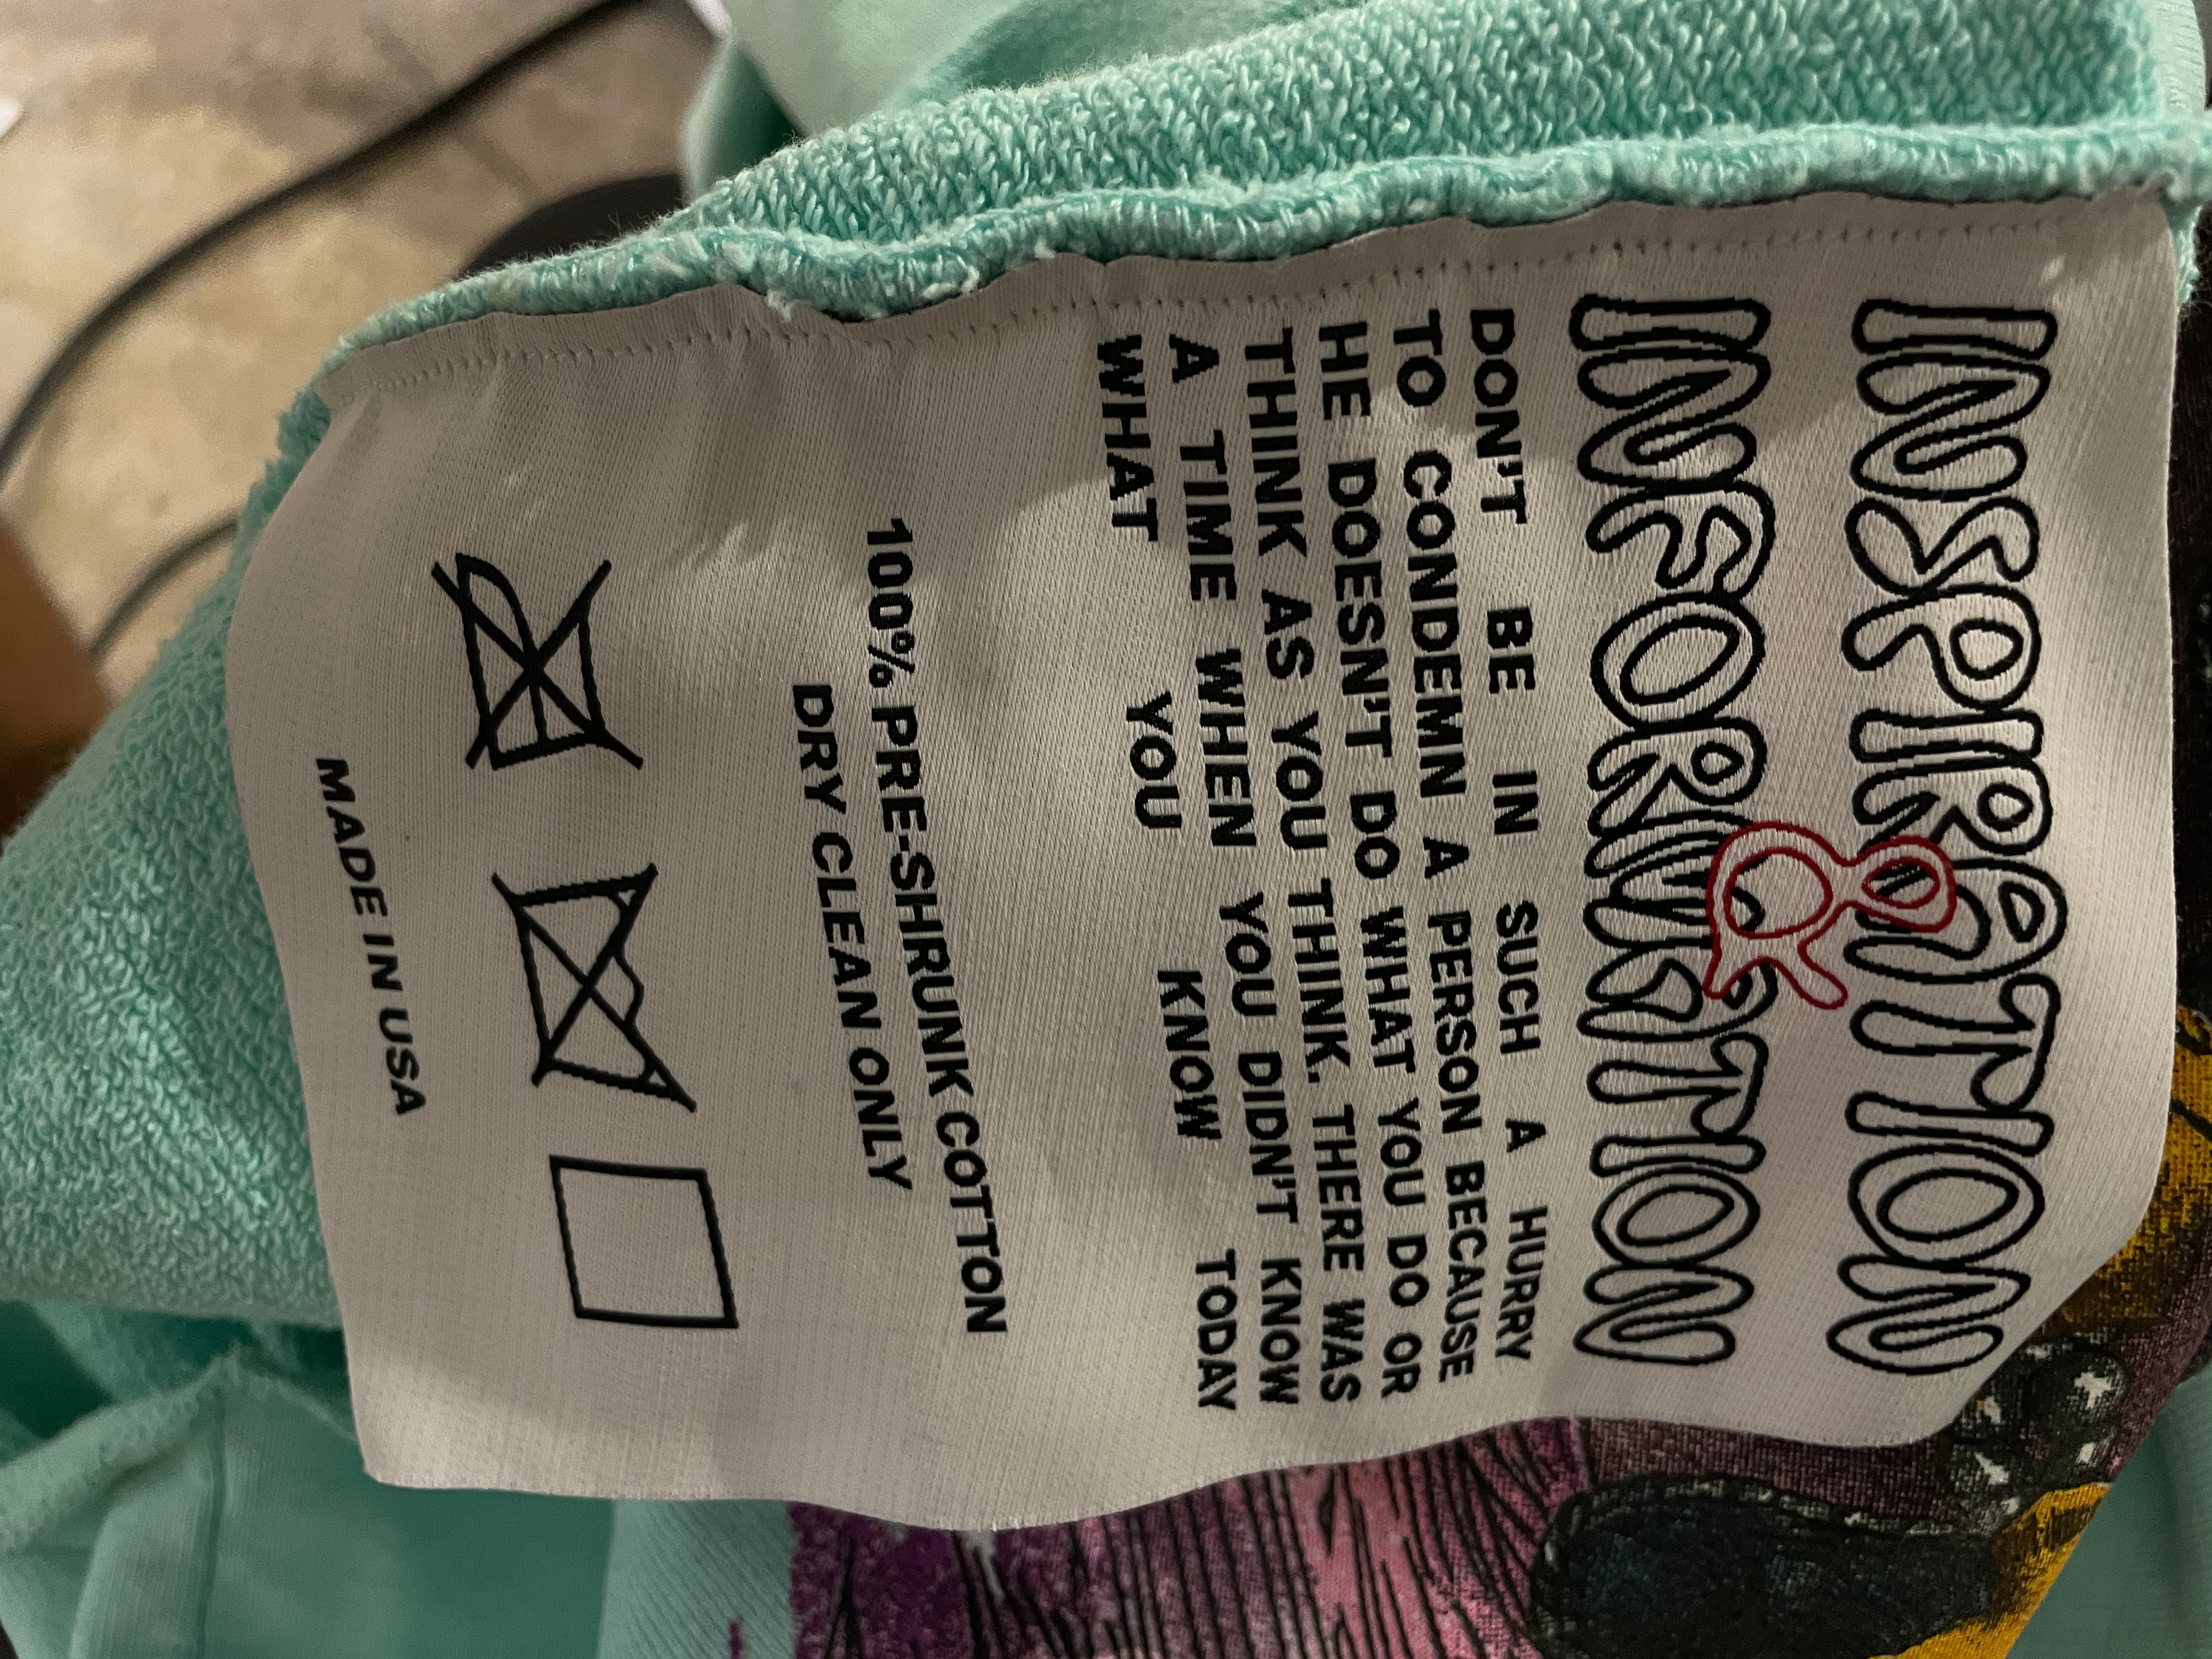 INSPIRATION
&
INFORMATION
DON'T BE IN SUCH A HURRY
TO CONDEMN A PERSON BECAUSE
HE DOESN'T DO WHAT YOU DO OR
THINK AS YOU THINK. THERE WAS
A TIME WHEN YOU DIDN'T KNOW
WHAT YOU KNOW TODAY
100% PRE-SHRUNK COTTON
DRY CLEAN ONLY
MADE IN USA